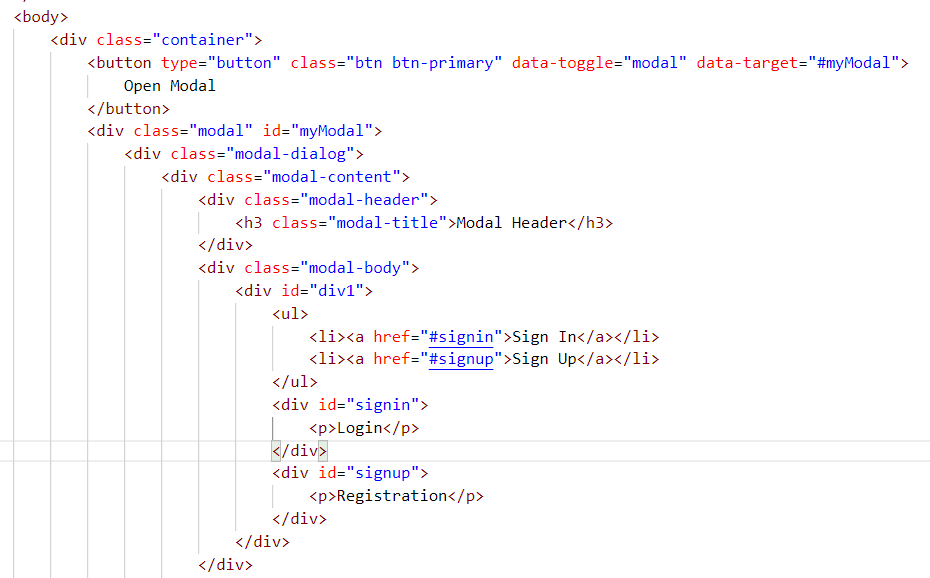 <body>
<div class="container">
<button type="button" class="btn btn-primary" data-toggle="modal" data-target="#myModal">
Open Modal
</button>
<div class="modal" id="myModal">
<div class="modal-dialog">
<div class="modal-content">
<div class="modal-header">
<h3 class="modal-title">Modal Header</h3>
</div>
<div class="modal-body">
<div id="div1">
<ul>
<li><a href="#signin">Sign In</a></li>
<li><a href="#signup">Sign Up</a></li>
</ul>
<div id="signin">
<p>Login</p>
</div>
<div id="signup">
<p>Registration</p>
</div>
</div>
</div>